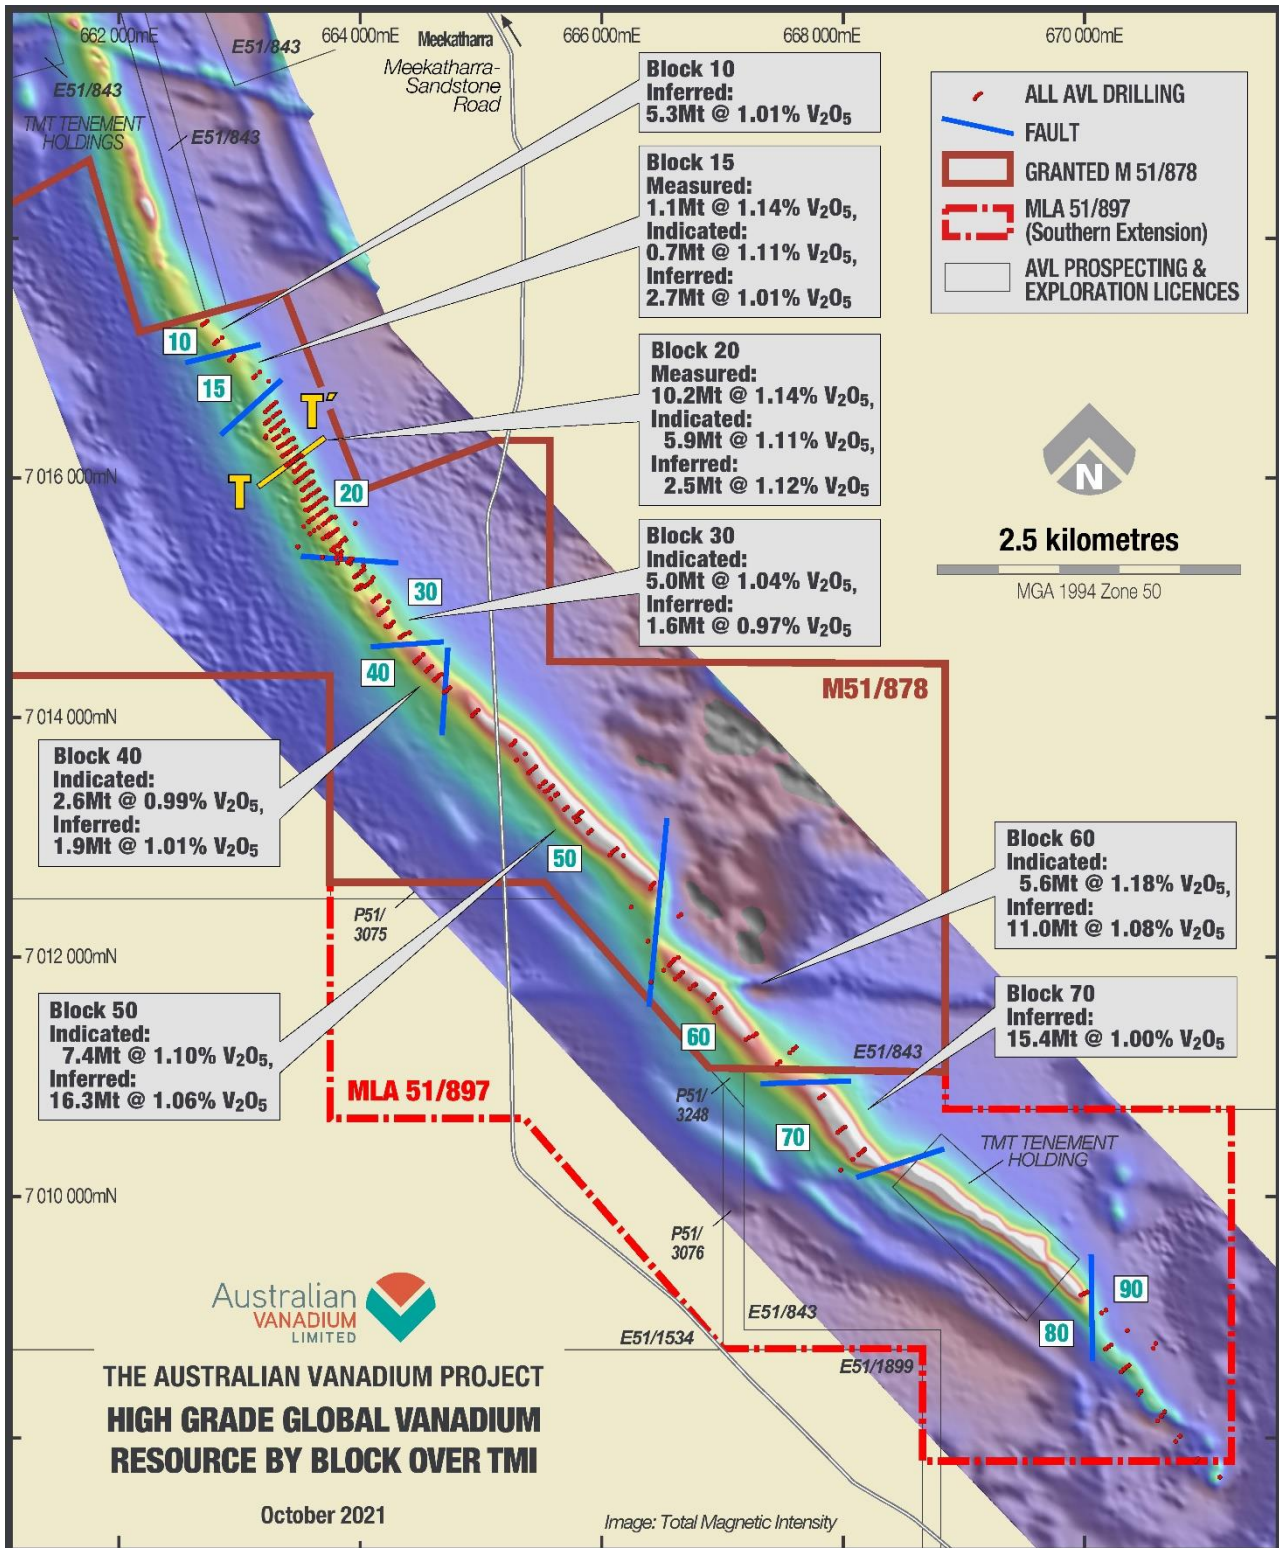 662 000mE
664 000mE
Meekatharra
666 000mE
668 000mE
670 000mE
E51/843
Meekatharra-
Sandstone
Road
E51/843
TMT TENEMENT
HOLDINGS
E51/843
Block 10
Inferred:
5.3Mt @ 1.01% V₂O₅
Block 15
Measured:
1.1Mt @ 1.14% V₂O₅,
Indicated:
0.7Mt @ 1.11% V₂O₅,
Inferred:
2.7Mt @ 1.01% V₂O₅
Block 20
Measured:
10.2Mt @ 1.14% V₂O₅,
Indicated:
5.9Mt @ 1.11% V₂O₅,
Inferred:
2.5Mt @ 1.12% V₂O₅
Block 30
Indicated:
5.0Mt @ 1.04% V₂O₅,
Inferred:
1.6Mt @ 0.97% V₂O₅
ALL AVL DRILLING
FAULT
GRANTED M 51/878
MLA 51/897
(Southern Extension)
AVL PROSPECTING &
EXPLORATION LICENCES
N
2.5 kilometres
MGA 1994 Zone 50
10
15
T´
T
20
7 016 000mN
30
40
M51/878
7 014 000mN
Block 40
Indicated:
2.6Mt @ 0.99% V₂O₅,
Inferred:
1.9Mt @ 1.01% V₂O₅
50
Block 60
Indicated:
5.6Mt @ 1.18% V₂O₅,
Inferred:
11.0Mt @ 1.08% V₂O₅
P51/
3075
7 012 000mN
Block 50
Indicated:
7.4Mt @ 1.10% V₂O₅,
Inferred:
16.3Mt @ 1.06% V₂O₅
Block 70
Inferred:
15.4Mt @ 1.00% V₂O₅
60
E51/843
MLA 51/897
P51/
3248
70
TMT TENEMENT
HOLDING
7 010 000mN
P51/
3076
90
E51/843
80
E51/1534
E51/1899
Australian
VANADIUM
LIMITED
THE AUSTRALIAN VANADIUM PROJECT
HIGH GRADE GLOBAL VANADIUM
RESOURCE BY BLOCK OVER TMI
October 2021
Image: Total Magnetic Intensity